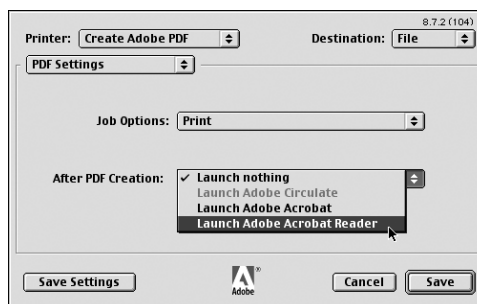 8.7.2 (104)
Printer: Create Adobe PDF Destination: File
PDF Settings
Job Options: Print
After PDF Creation: ✓ Launch nothing
Launch Adobe Circulate
Launch Adobe Acrobat
Launch Adobe Acrobat Reader
Save Settings Adobe ® Cancel Save